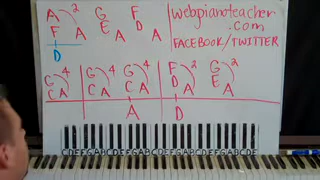 A 2 G F webpianoteacher
F A E A D A .com
D FACEBOOK/TWITTER
G 4 G 4 G 4 F 2 G 2
C A C A C A D A E A
A D